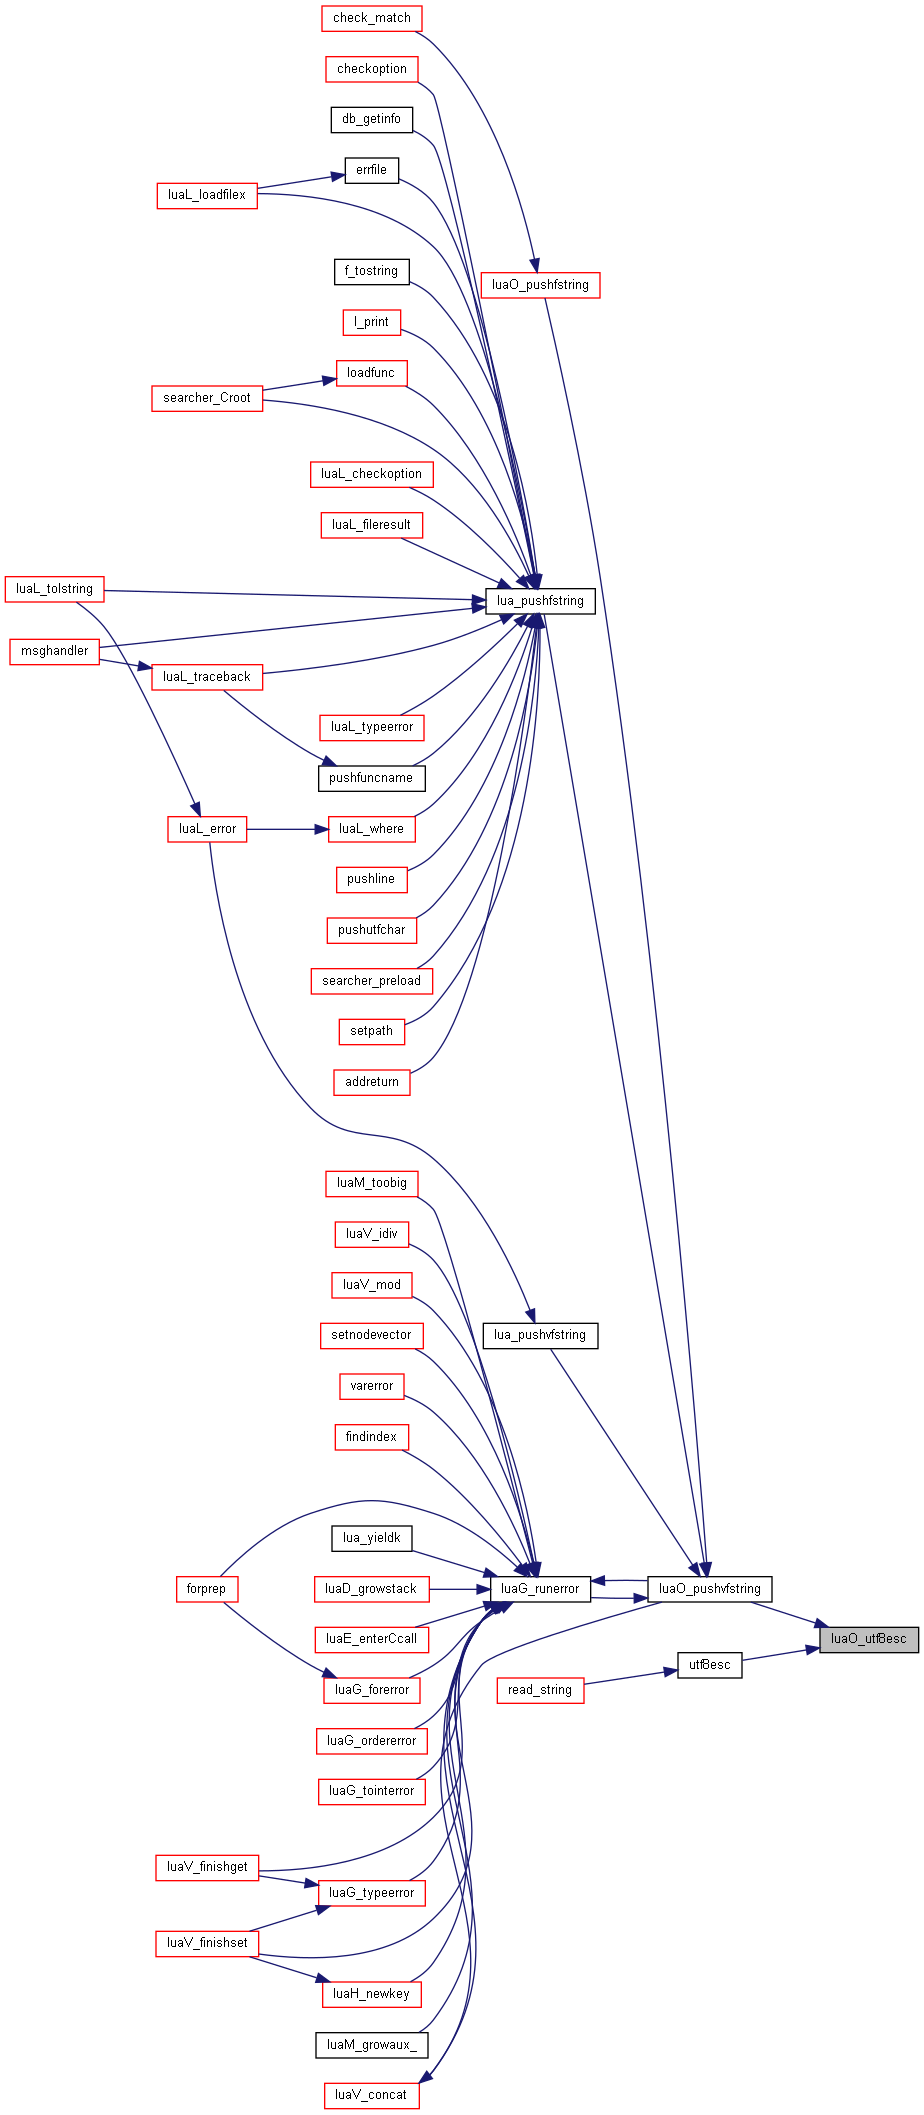 check_match
checkoption
db_getinfo
errfile
luaL_loadfilex
f_tostring
luaO_pushfstring
l_print
loadfunc
searcher_Croot
luaL_checkoption
luaL_fileresult
luaL_tolstring
lua_pushfstring
msghandler
luaL_traceback
luaL_typeerror
pushfuncname
luaL_error
luaL_where
pushline
pushutfchar
searcher_preload
setpath
addreturn
luaM_toobig
luaV_idiv
luaV_mod
setnodevector
lua_pushvfstring
varerror
findindex
lua_yieldk
forprep
luaD_growstack
luaG_runerror
luaO_pushvfstring
luaE_enterCcall
luaO_utf8esc
utf8esc
luaG_forerror
read_string
luaG_ordererror
luaG_tointerror
luaV_finishget
luaG_typeerror
luaV_finishset
luaH_newkey
luaM_growaux_
luaV_concat